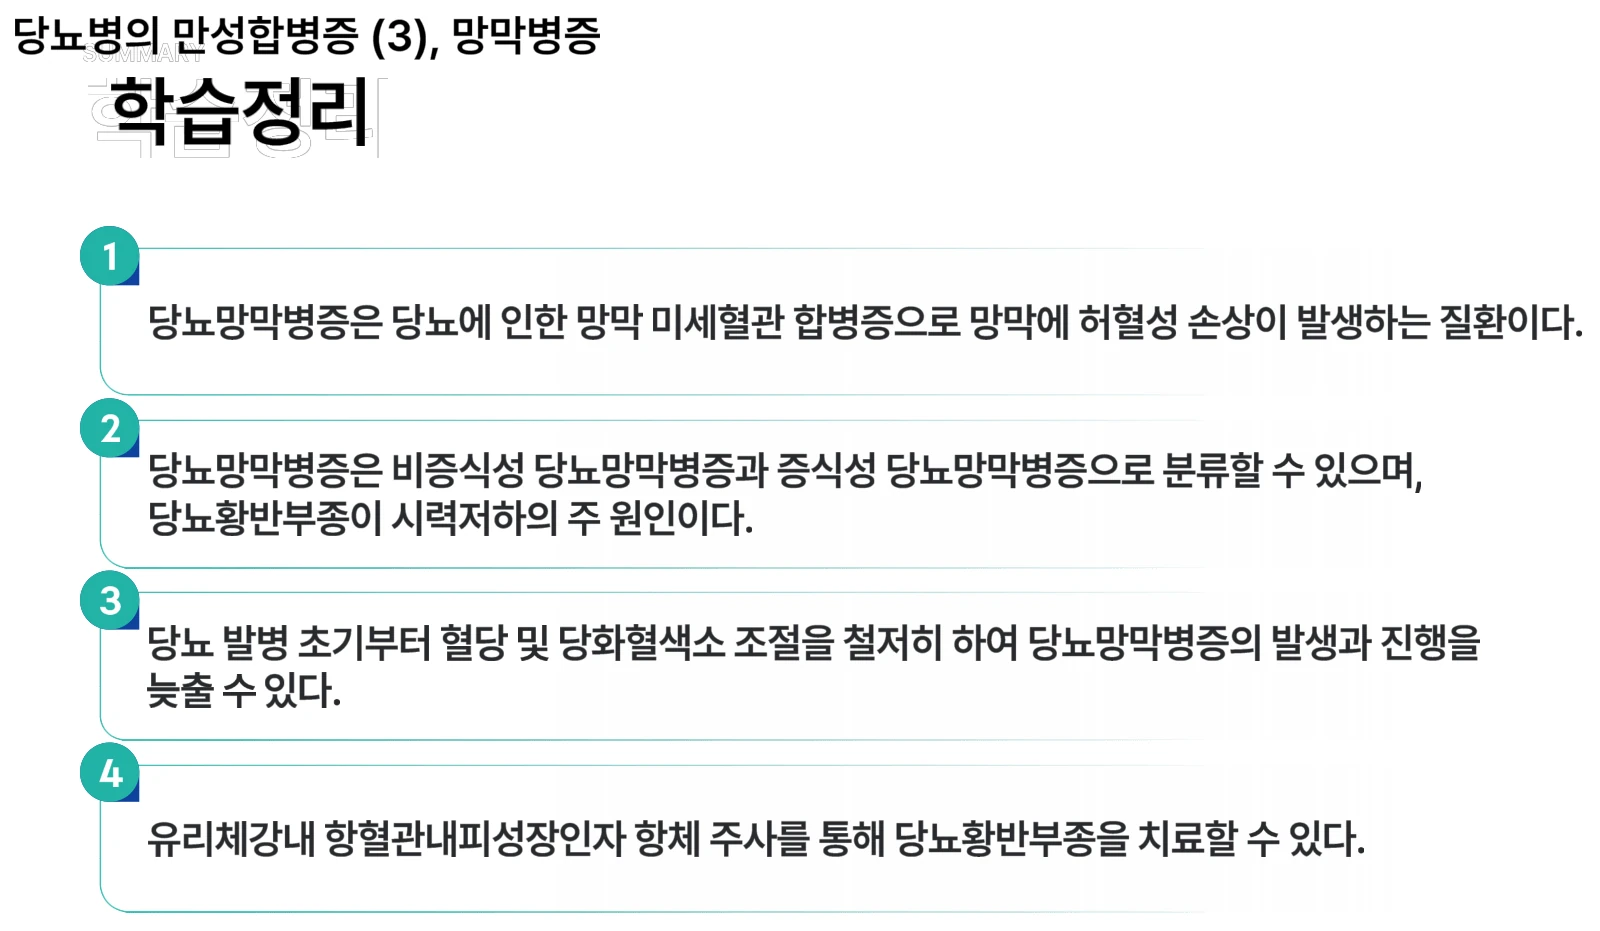 당뇨병의 만성합병증 (3), 망막병증
SUMMARY
학습정리
1
당뇨망막병증은 당뇨에 인한 망막 미세혈관 합병증으로 망막에 허혈성 손상이 발생하는 질환이다.
2
당뇨망막병증은 비증식성 당뇨망막병증과 증식성 당뇨망막병증으로 분류할 수 있으며,
당뇨황반부종이 시력저하의 주 원인이다.
3
당뇨 발병 초기부터 혈당 및 당화혈색소 조절을 철저히 하여 당뇨망막병증의 발생과 진행을
늦출 수 있다.
4
유리체강내 항혈관내피성장인자 항체 주사를 통해 당뇨황반부종을 치료할 수 있다.